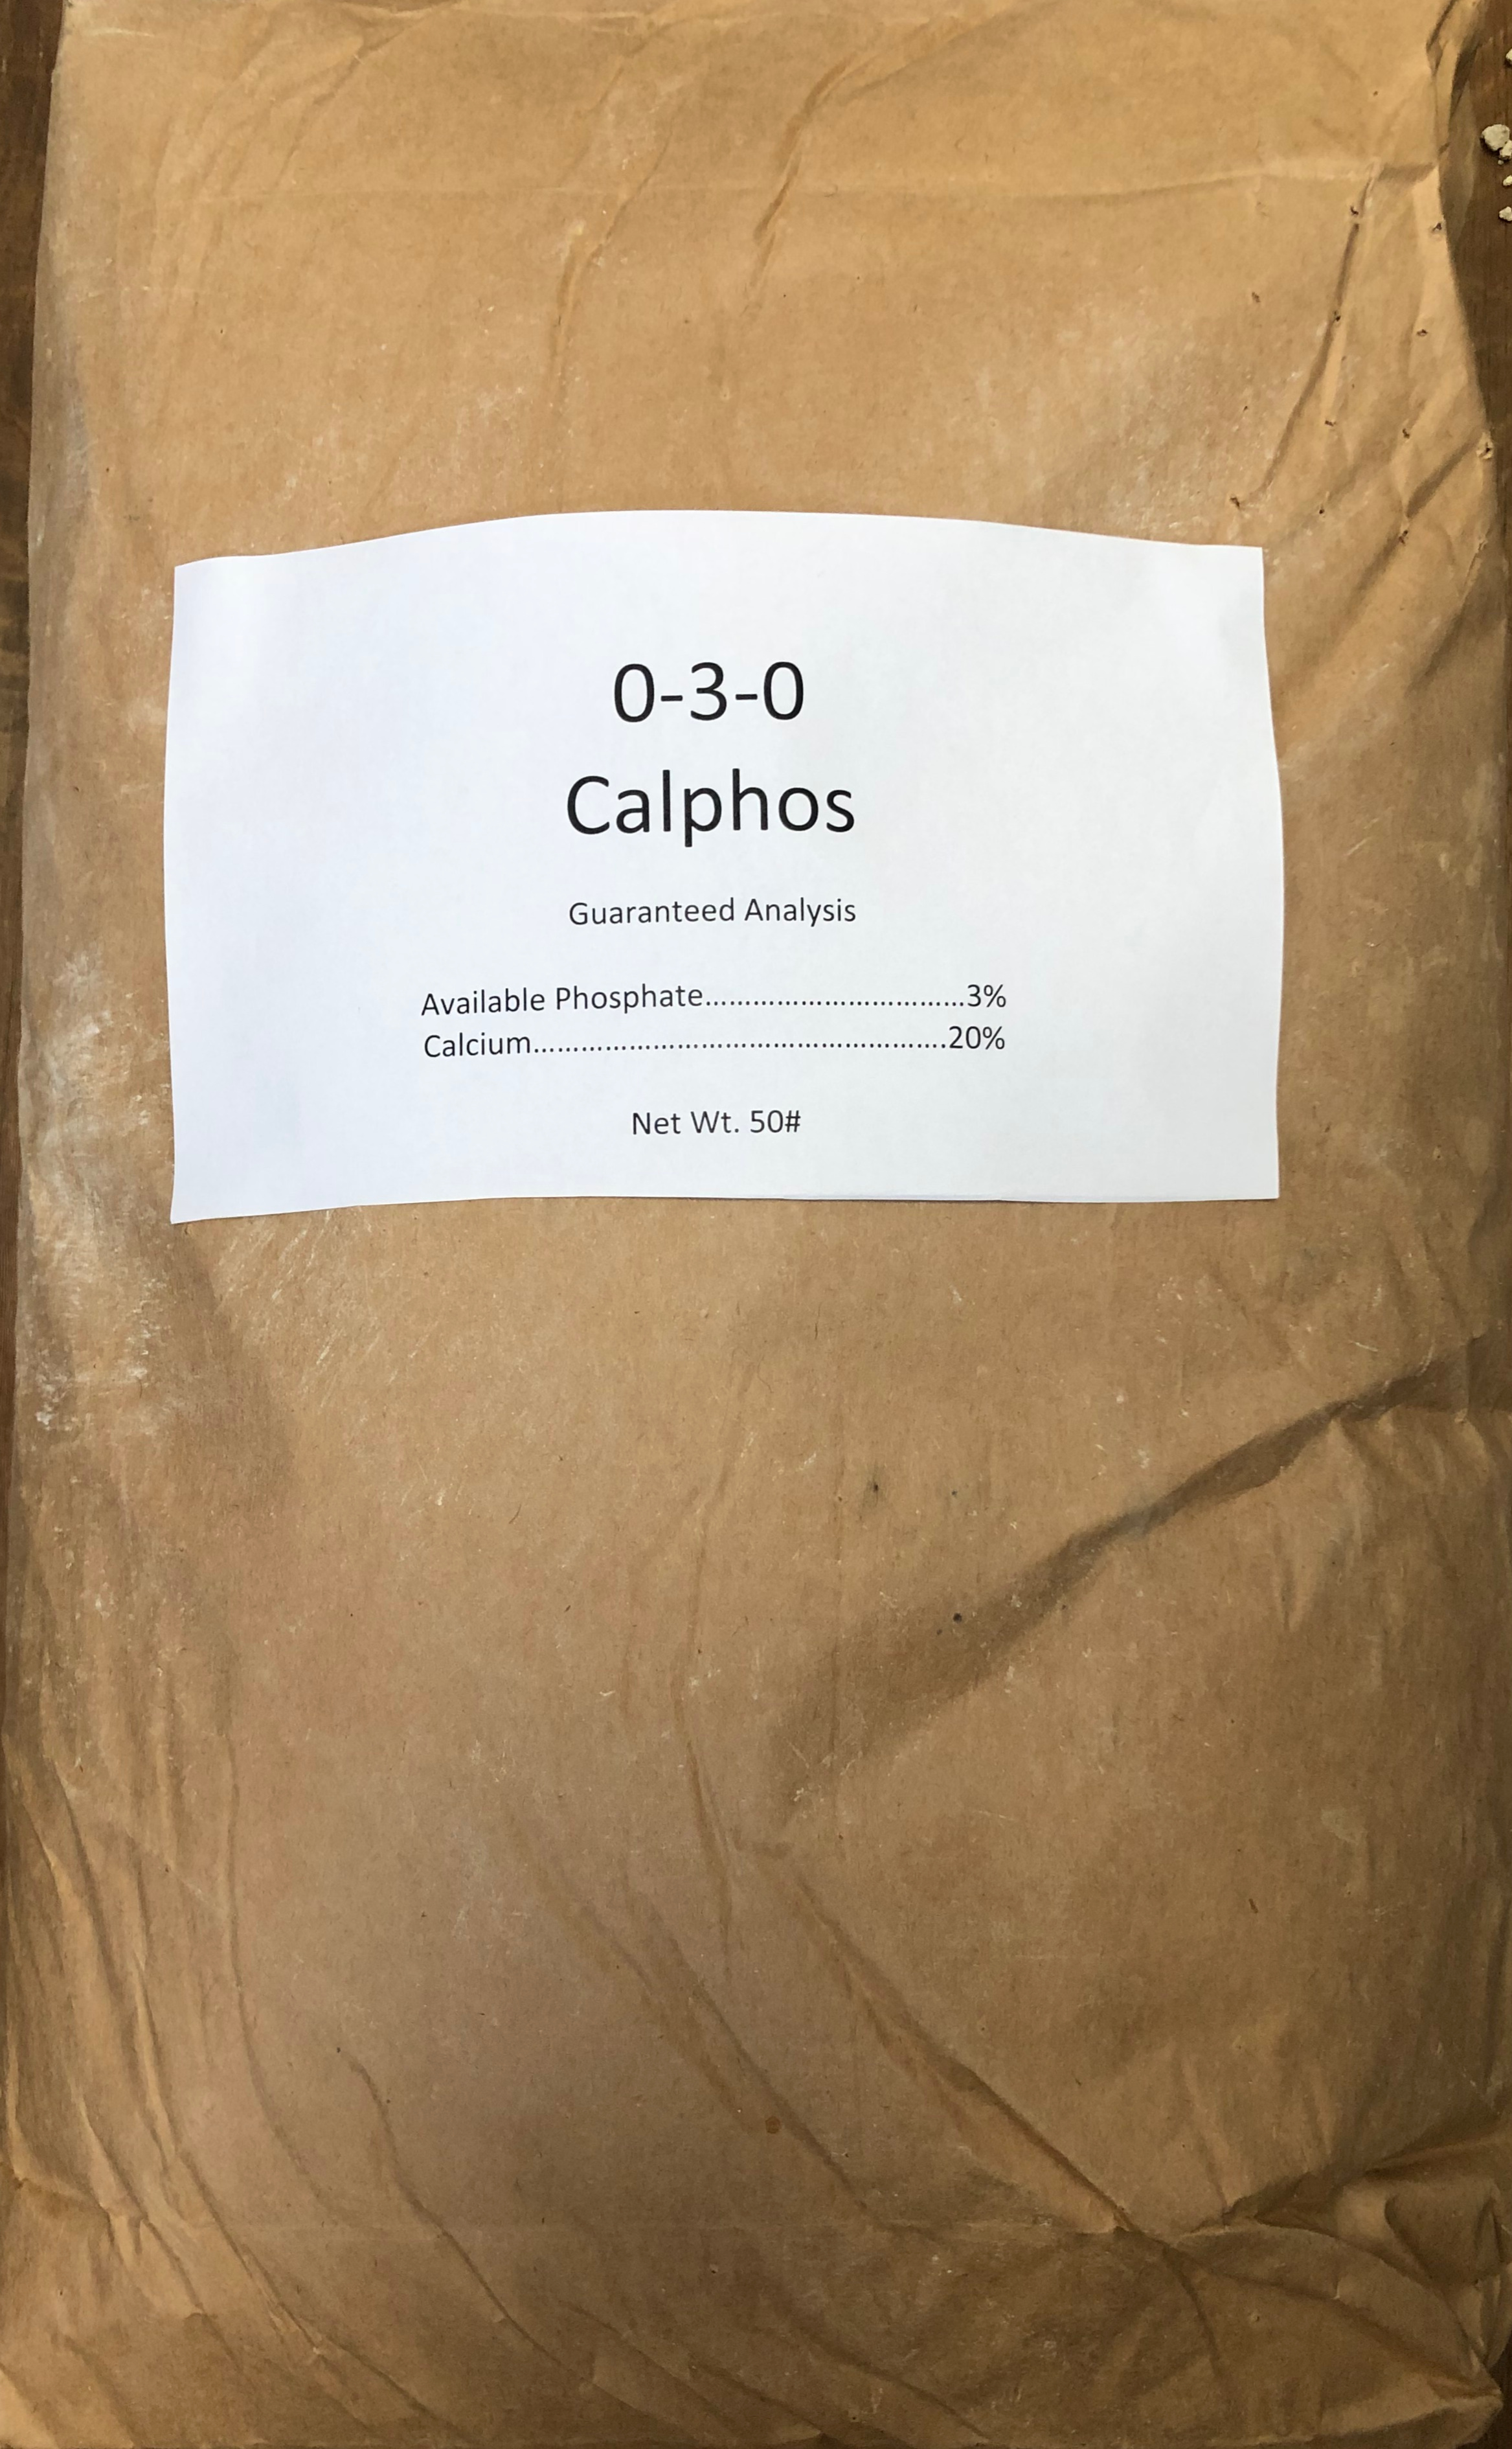 0-3-0
Calphos
Guaranteed Analysis
Available Phosphate.................................3%
Calcium....................................................20%
Net Wt. 50#